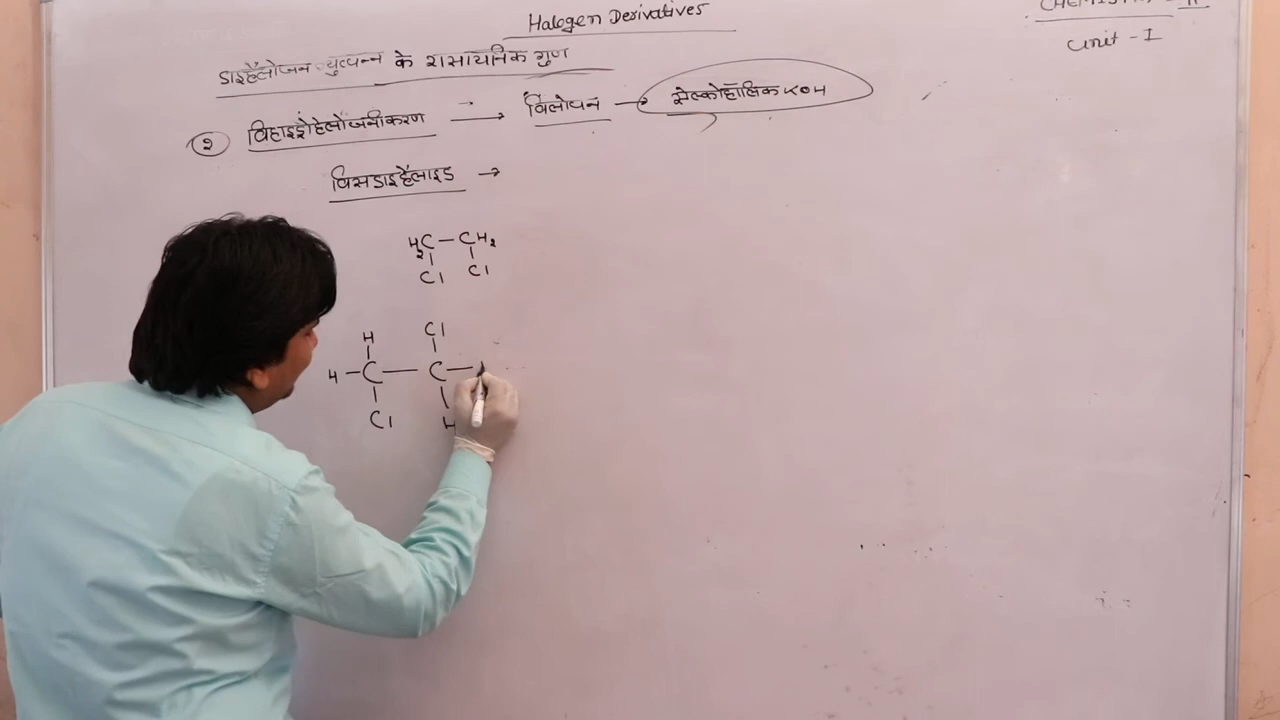 Halogen Derivatives
Unit - I
डाइहैलोजन व्युत्पन्न के रासायनिक गुण
२ विहाइड्रोहैलोजनीकरण → विलोपन → ऐल्कोहॉलिक KOH
विसडाइहैलाइड →
H2C - CH2
Cl Cl
H Cl
H - C - C -
Cl H